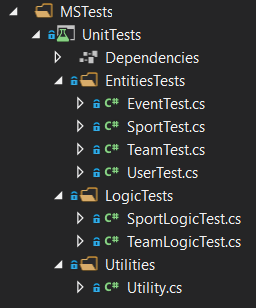 MSTests
UnitTests
Dependencies
EntitiesTests
C# EventTest.cs
C# SportTest.cs
C# TeamTest.cs
C# UserTest.cs
LogicTests
C# SportLogicTest.cs
C# TeamLogicTest.cs
Utilities
C# Utility.cs